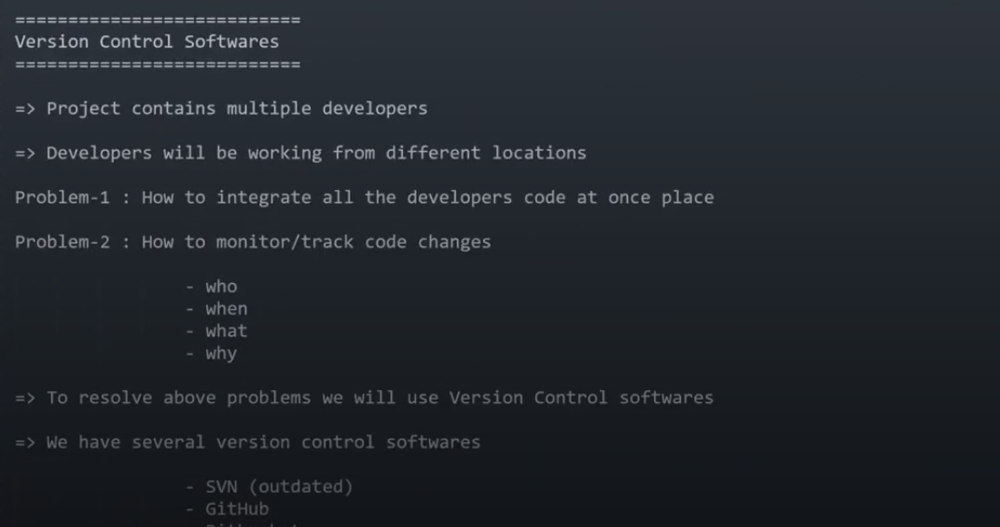 ===========================
Version Control Softwares
===========================
=> Project contains multiple developers
=> Developers will be working from different locations
Problem-1 : How to integrate all the developers code at once place
Problem-2 : How to monitor/track code changes
- who
- when
- what
- why
=> To resolve above problems we will use Version Control softwares
=> We have several version control softwares
- SVN (outdated)
- GitHub